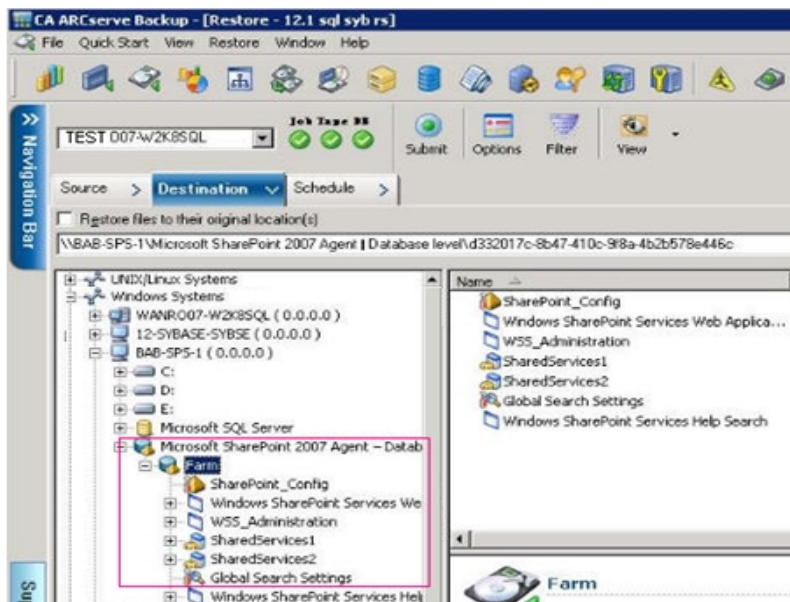 CA ARCserve Backup - [Restore - 12.1 sql syb rs]
File Quick Start View Restore Window Help
Navigation Bar
TEST 007-W2K8SQL
Job Tape DB
Submit Options Filter View
Source > Destination Schedule >
Restore files to their original location(s)
\\BAB-SPS-1\Microsoft SharePoint 2007 Agent | Database level\d332017c-8b47-410c-9f8a-4b2b578e446c
UNIX/Linux Systems
Windows Systems
WANRO07-W2K8SQL ( 0.0.0.0 )
12-SYBASE-SYBSE ( 0.0.0.0 )
BAB-SPS-1 ( 0.0.0.0 )
C:
D:
E:
Microsoft SQL Server
Microsoft SharePoint 2007 Agent – Datab
Farm
SharePoint_Config
Windows SharePoint Services We
WSS_Administration
SharedServices1
SharedServices2
Global Search Settings
Windows SharePoint Services Hel
Name
SharePoint_Config
Windows SharePoint Services Web Applica...
WSS_Administration
SharedServices1
SharedServices2
Global Search Settings
Windows SharePoint Services Help Search
Farm
Su